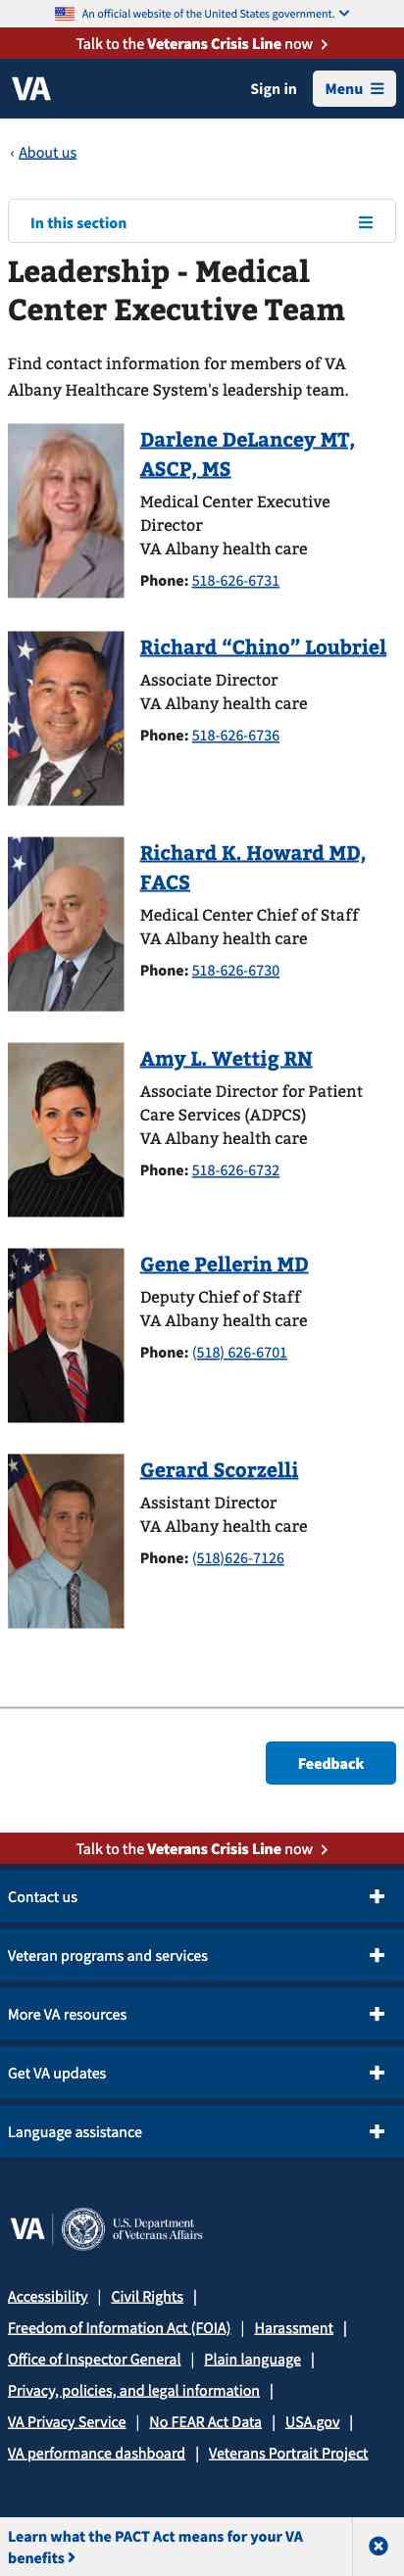 An official website of the United States government.
Talk to the Veterans Crisis Line now
VA
Sign in
Menu
‹ About us
In this section
Leadership - Medical
Center Executive Team
Find contact information for members of VA
Albany Healthcare System's leadership team.
Darlene DeLancey MT,
ASCP, MS
Medical Center Executive
Director
VA Albany health care
Phone: 518-626-6731
Richard “Chino” Loubriel
Associate Director
VA Albany health care
Phone: 518-626-6736
Richard K. Howard MD,
FACS
Medical Center Chief of Staff
VA Albany health care
Phone: 518-626-6730
Amy L. Wettig RN
Associate Director for Patient
Care Services (ADPCS)
VA Albany health care
Phone: 518-626-6732
Gene Pellerin MD
Deputy Chief of Staff
VA Albany health care
Phone: (518) 626-6701
Gerard Scorzelli
Assistant Director
VA Albany health care
Phone: (518)626-7126
Feedback
Talk to the Veterans Crisis Line now
Contact us
Veteran programs and services
More VA resources
Get VA updates
Language assistance
VA
U.S. Department
of Veterans Affairs
Accessibility | Civil Rights |
Freedom of Information Act (FOIA) | Harassment |
Office of Inspector General | Plain language |
Privacy, policies, and legal information |
VA Privacy Service | No FEAR Act Data | USA.gov |
VA performance dashboard | Veterans Portrait Project
Learn what the PACT Act means for your VA
benefits